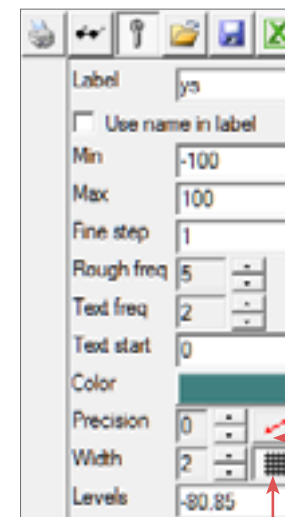 Label ys
Use name in label
Min -100
Max 100
Fine step 1
Rough freq 5
Text freq 2
Text start 0
Color
Precision 0
Width 2
Levels -80,85